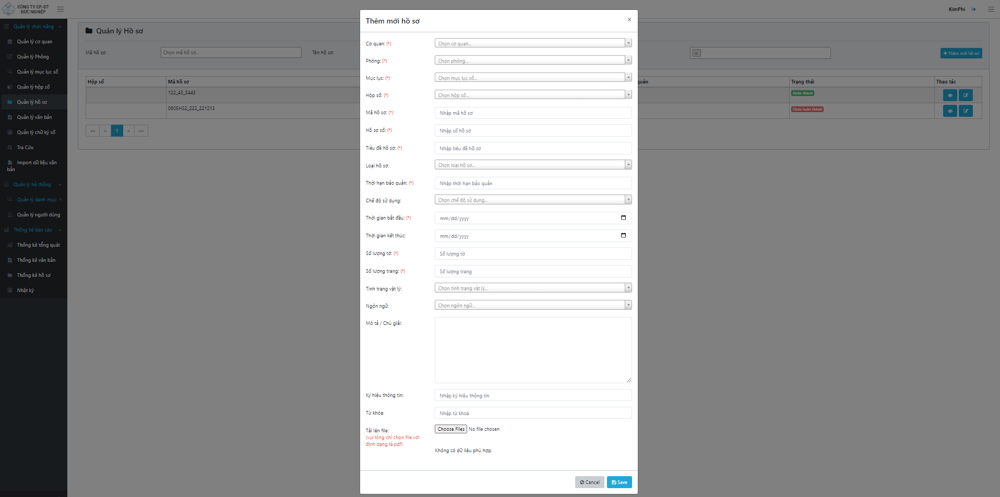 CÔNG TY CP-ĐT
ĐỨC NGHIỆP
KimPhi
Quản lý chức năng
Quản lý cơ quan
Quản lý Phông
Quản lý mục lục số
Quản lý hộp số
Quản lý hồ sơ
Quản lý văn bản
Quản lý chữ ký số
Tra Cứu
Import dữ liệu văn
bản
Quản lý hệ thống
Quản lý danh mục
Quản lý người dùng
Thống kê báo cáo
Thống kê tổng quát
Thống kê văn bản
Thống kê hồ sơ
Nhật ký
Quản lý Hồ sơ
Mã hồ sơ:
Chọn mã hồ sơ...
Tên hồ sơ:
×
+ Thêm mới hồ sơ
Hộp số
Mã hồ sơ
quản
Trạng thái
Thao tác
122_43_3443
Hoàn thành
0605HS2_222_221213
Chưa hoàn thành
«« « 1 » »»
Thêm mới hồ sơ
×
Cơ quan: (*)
Chọn cơ quan...
Phông: (*)
Chọn phông...
Mục lục: (*)
Chọn mục lục số...
Hộp số: (*)
Chọn hộp số...
Mã hồ sơ: (*)
Nhập mã hồ sơ
Hồ sơ số: (*)
Nhập số hồ sơ
Tiêu đề hồ sơ: (*)
Nhập tiêu đề hồ sơ
Loại hồ sơ:
Chọn loại hồ sơ...
Thời hạn bảo quản: (*)
Nhập thời hạn bảo quản
Chế độ sử dụng:
Chọn chế độ sử dụng...
Thời gian bắt đầu: (*)
mm/dd/yyyy
Thời gian kết thúc:
mm/dd/yyyy
Số lượng tờ: (*)
Số lượng tờ
Số lượng trang: (*)
Số lượng trang
Tình trạng vật lý:
Chọn tình trạng vật lý...
Ngôn ngữ:
Chọn ngôn ngữ...
Mô tả / Chú giải:
Ký hiệu thông tin:
Nhập ký hiệu thông tin
Từ khóa:
Nhập từ khoá
Tải lên file:
(vui lòng chỉ chọn file với
định dạng là pdf)
Choose Files No file chosen
Không có dữ liệu phù hợp.
Cancel
Save